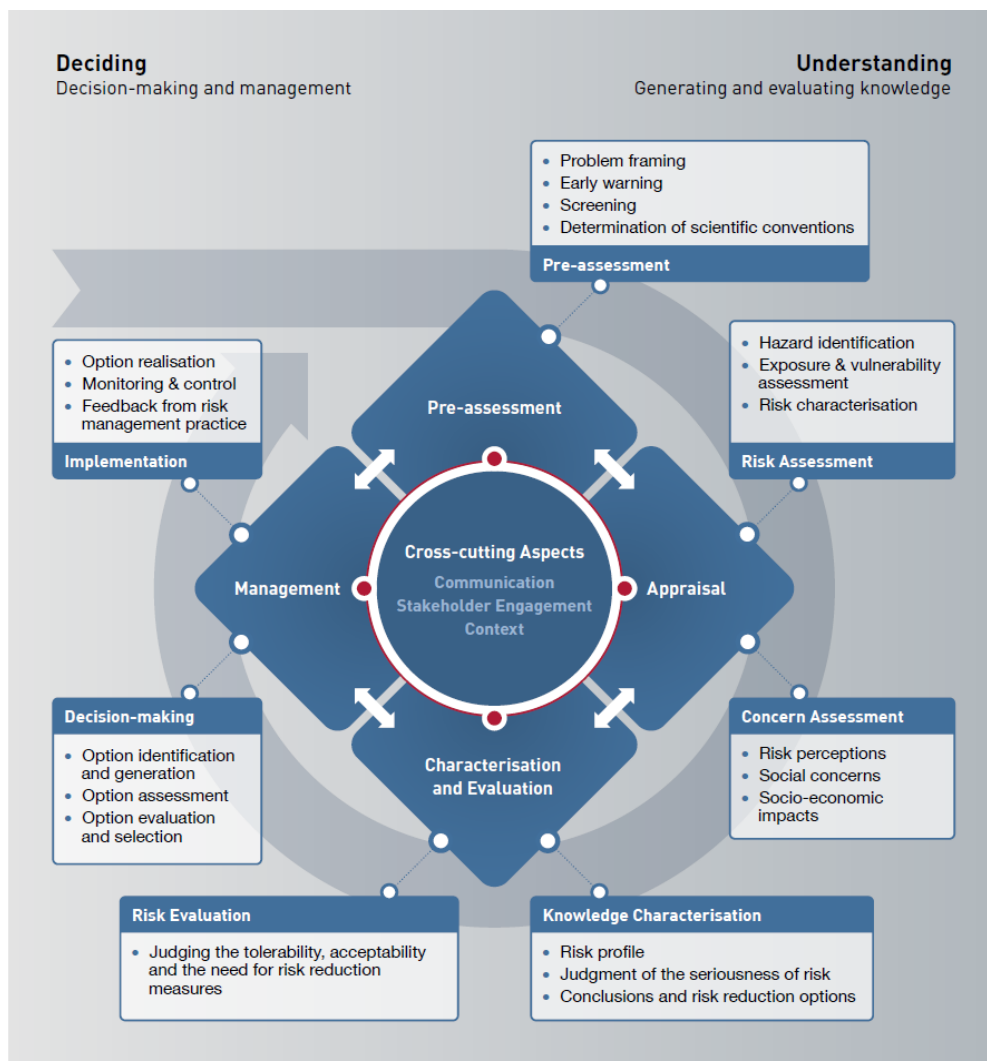 Deciding
Decision-making and management
Understanding
Generating and evaluating knowledge
• Problem framing
• Early warning
• Screening
• Determination of scientific conventions
Pre-assessment
• Option realisation
• Monitoring & control
• Feedback from risk
management practice
Implementation
Pre-assessment
• Hazard identification
• Exposure & vulnerability
assessment
• Risk characterisation
Risk Assessment
Management
Cross-cutting Aspects
Communication
Stakeholder Engagement
Context
Appraisal
Decision-making
• Option identification
and generation
• Option assessment
• Option evaluation
and selection
Characterisation
and Evaluation
Concern Assessment
• Risk perceptions
• Social concerns
• Socio-economic
impacts
Risk Evaluation
• Judging the tolerability, acceptability
and the need for risk reduction
measures
Knowledge Characterisation
• Risk profile
• Judgment of the seriousness of risk
• Conclusions and risk reduction options